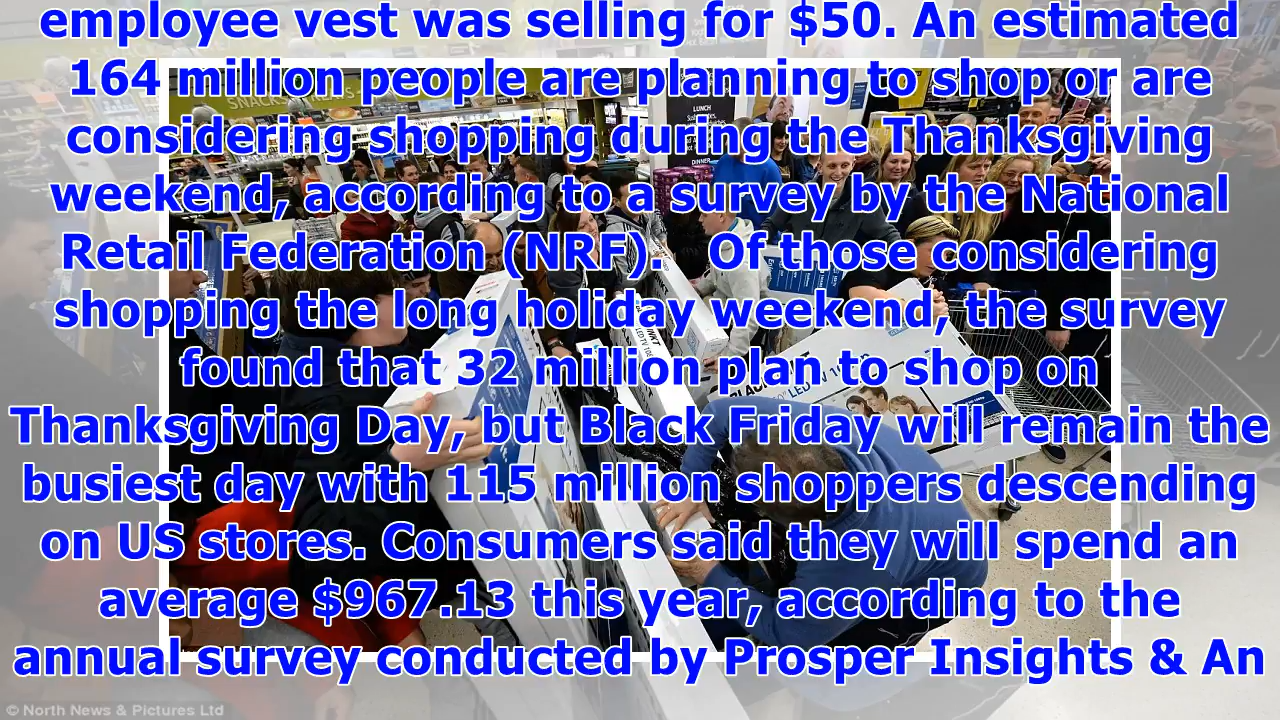 employee vest was selling for $50. An estimated
164 million people are planning to shop or are
considering shopping during the Thanksgiving
weekend, according to a survey by the National
Retail Federation (NRF). Of those considering
shopping the long holiday weekend, the survey
found that 32 million plan to shop on
Thanksgiving Day, but Black Friday will remain the
busiest day with 115 million shoppers descending
on US stores. Consumers said they will spend an
average $967.13 this year, according to the
annual survey conducted by Prosper Insights & An
SNACKS
LUNCH
DINNER
© North News & Pictures Ltd